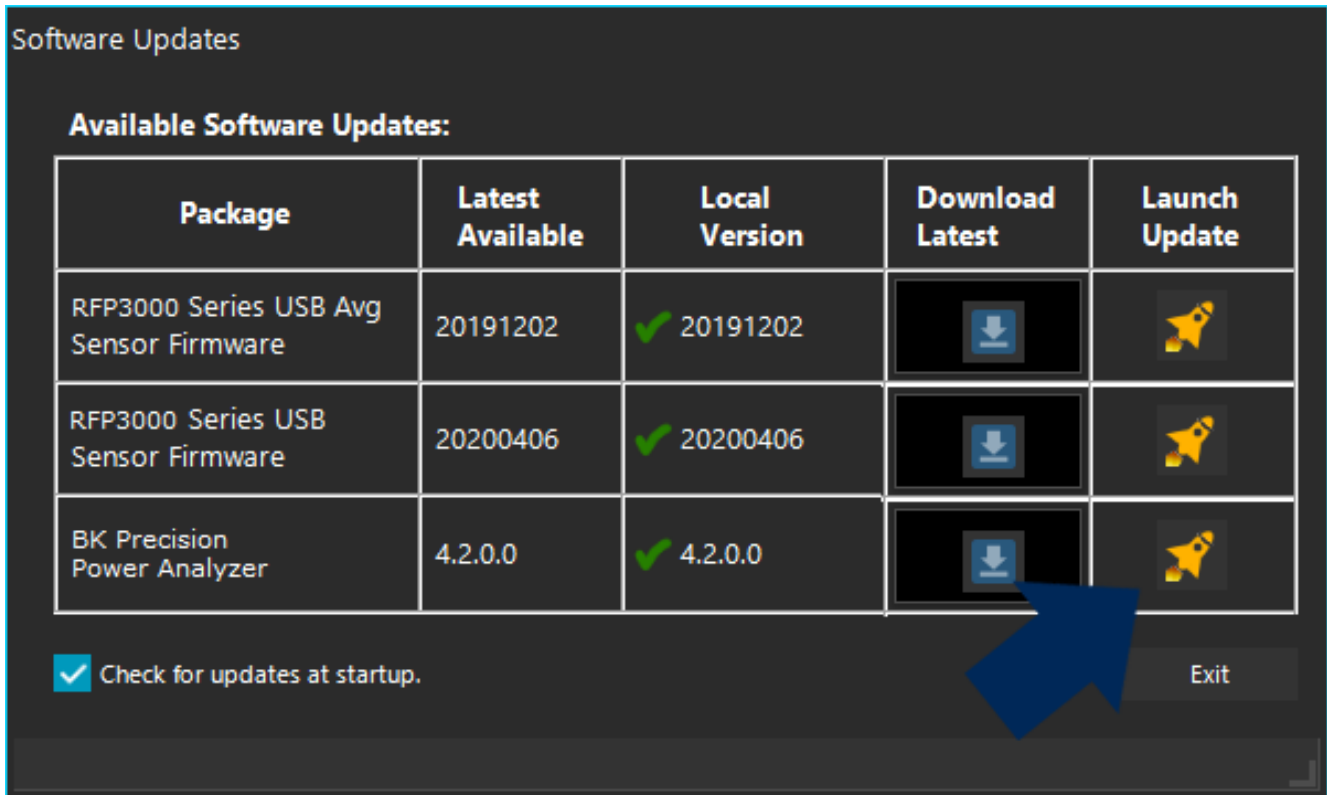 Software Updates
Available Software Updates:
Package
Latest
Available
Local
Version
Download
Latest
Launch
Update
RFP3000 Series USB Avg
Sensor Firmware
20191202
20191202
RFP3000 Series USB
Sensor Firmware
20200406
20200406
BK Precision
Power Analyzer
4.2.0.0
4.2.0.0
Check for updates at startup.
Exit